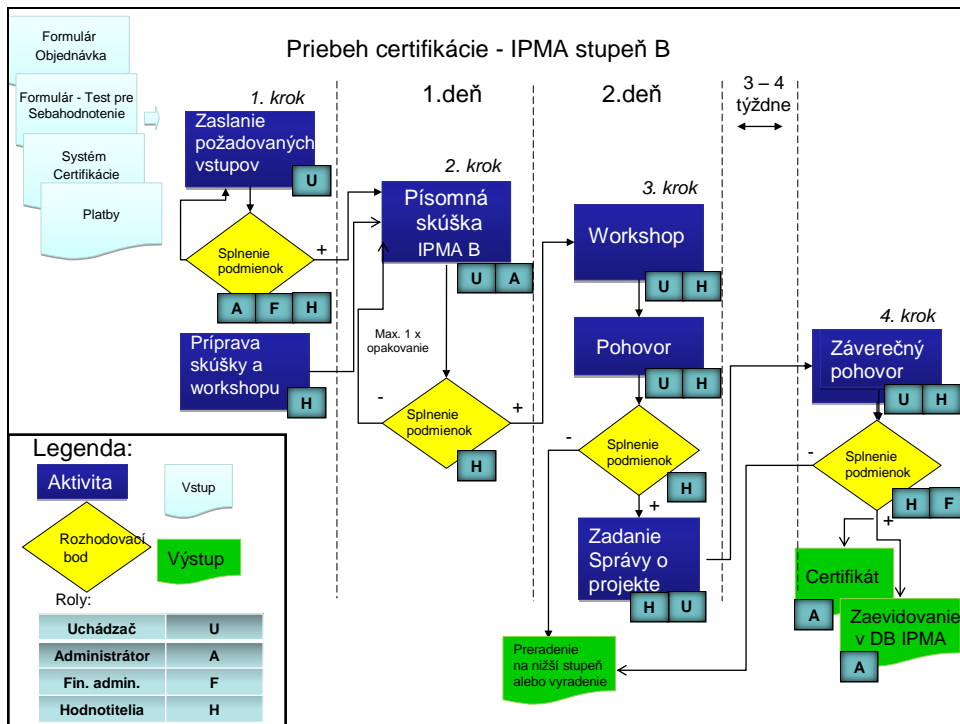 Priebeh certifikácie - IPMA stupeň B
Formulár
Objednávka
Formulár - Test pre
Sebahodnotenie
Systém
Certifikácie
Platby
1. krok
Zaslanie
požadovaných
vstupov
U
Splnenie
podmienok
+
A F H
Príprava
skúšky a
workshopu
H
1.deň
2. krok
Písomná
skúška
IPMA B
U A
Max. 1 x
opakovanie
-
+
Splnenie
podmienok
H
2.deň
3. krok
Workshop
U H
Pohovor
U H
-
Splnenie
podmienok
H
+
Zadanie
Správy o
projekte
H U
Preradenie
na nižší stupeň
alebo vyradenie
3 – 4
týždne
4. krok
Záverečný
pohovor
U H
-
Splnenie
podmienok
H F
+
Certifikát
A
Zaevidovanie
v DB IPMA
A
Legenda:
Aktivita
Vstup
Rozhodovací
bod
Výstup
Roly:
Uchádzač U
Administrátor A
Fin. admin. F
Hodnotitelia H